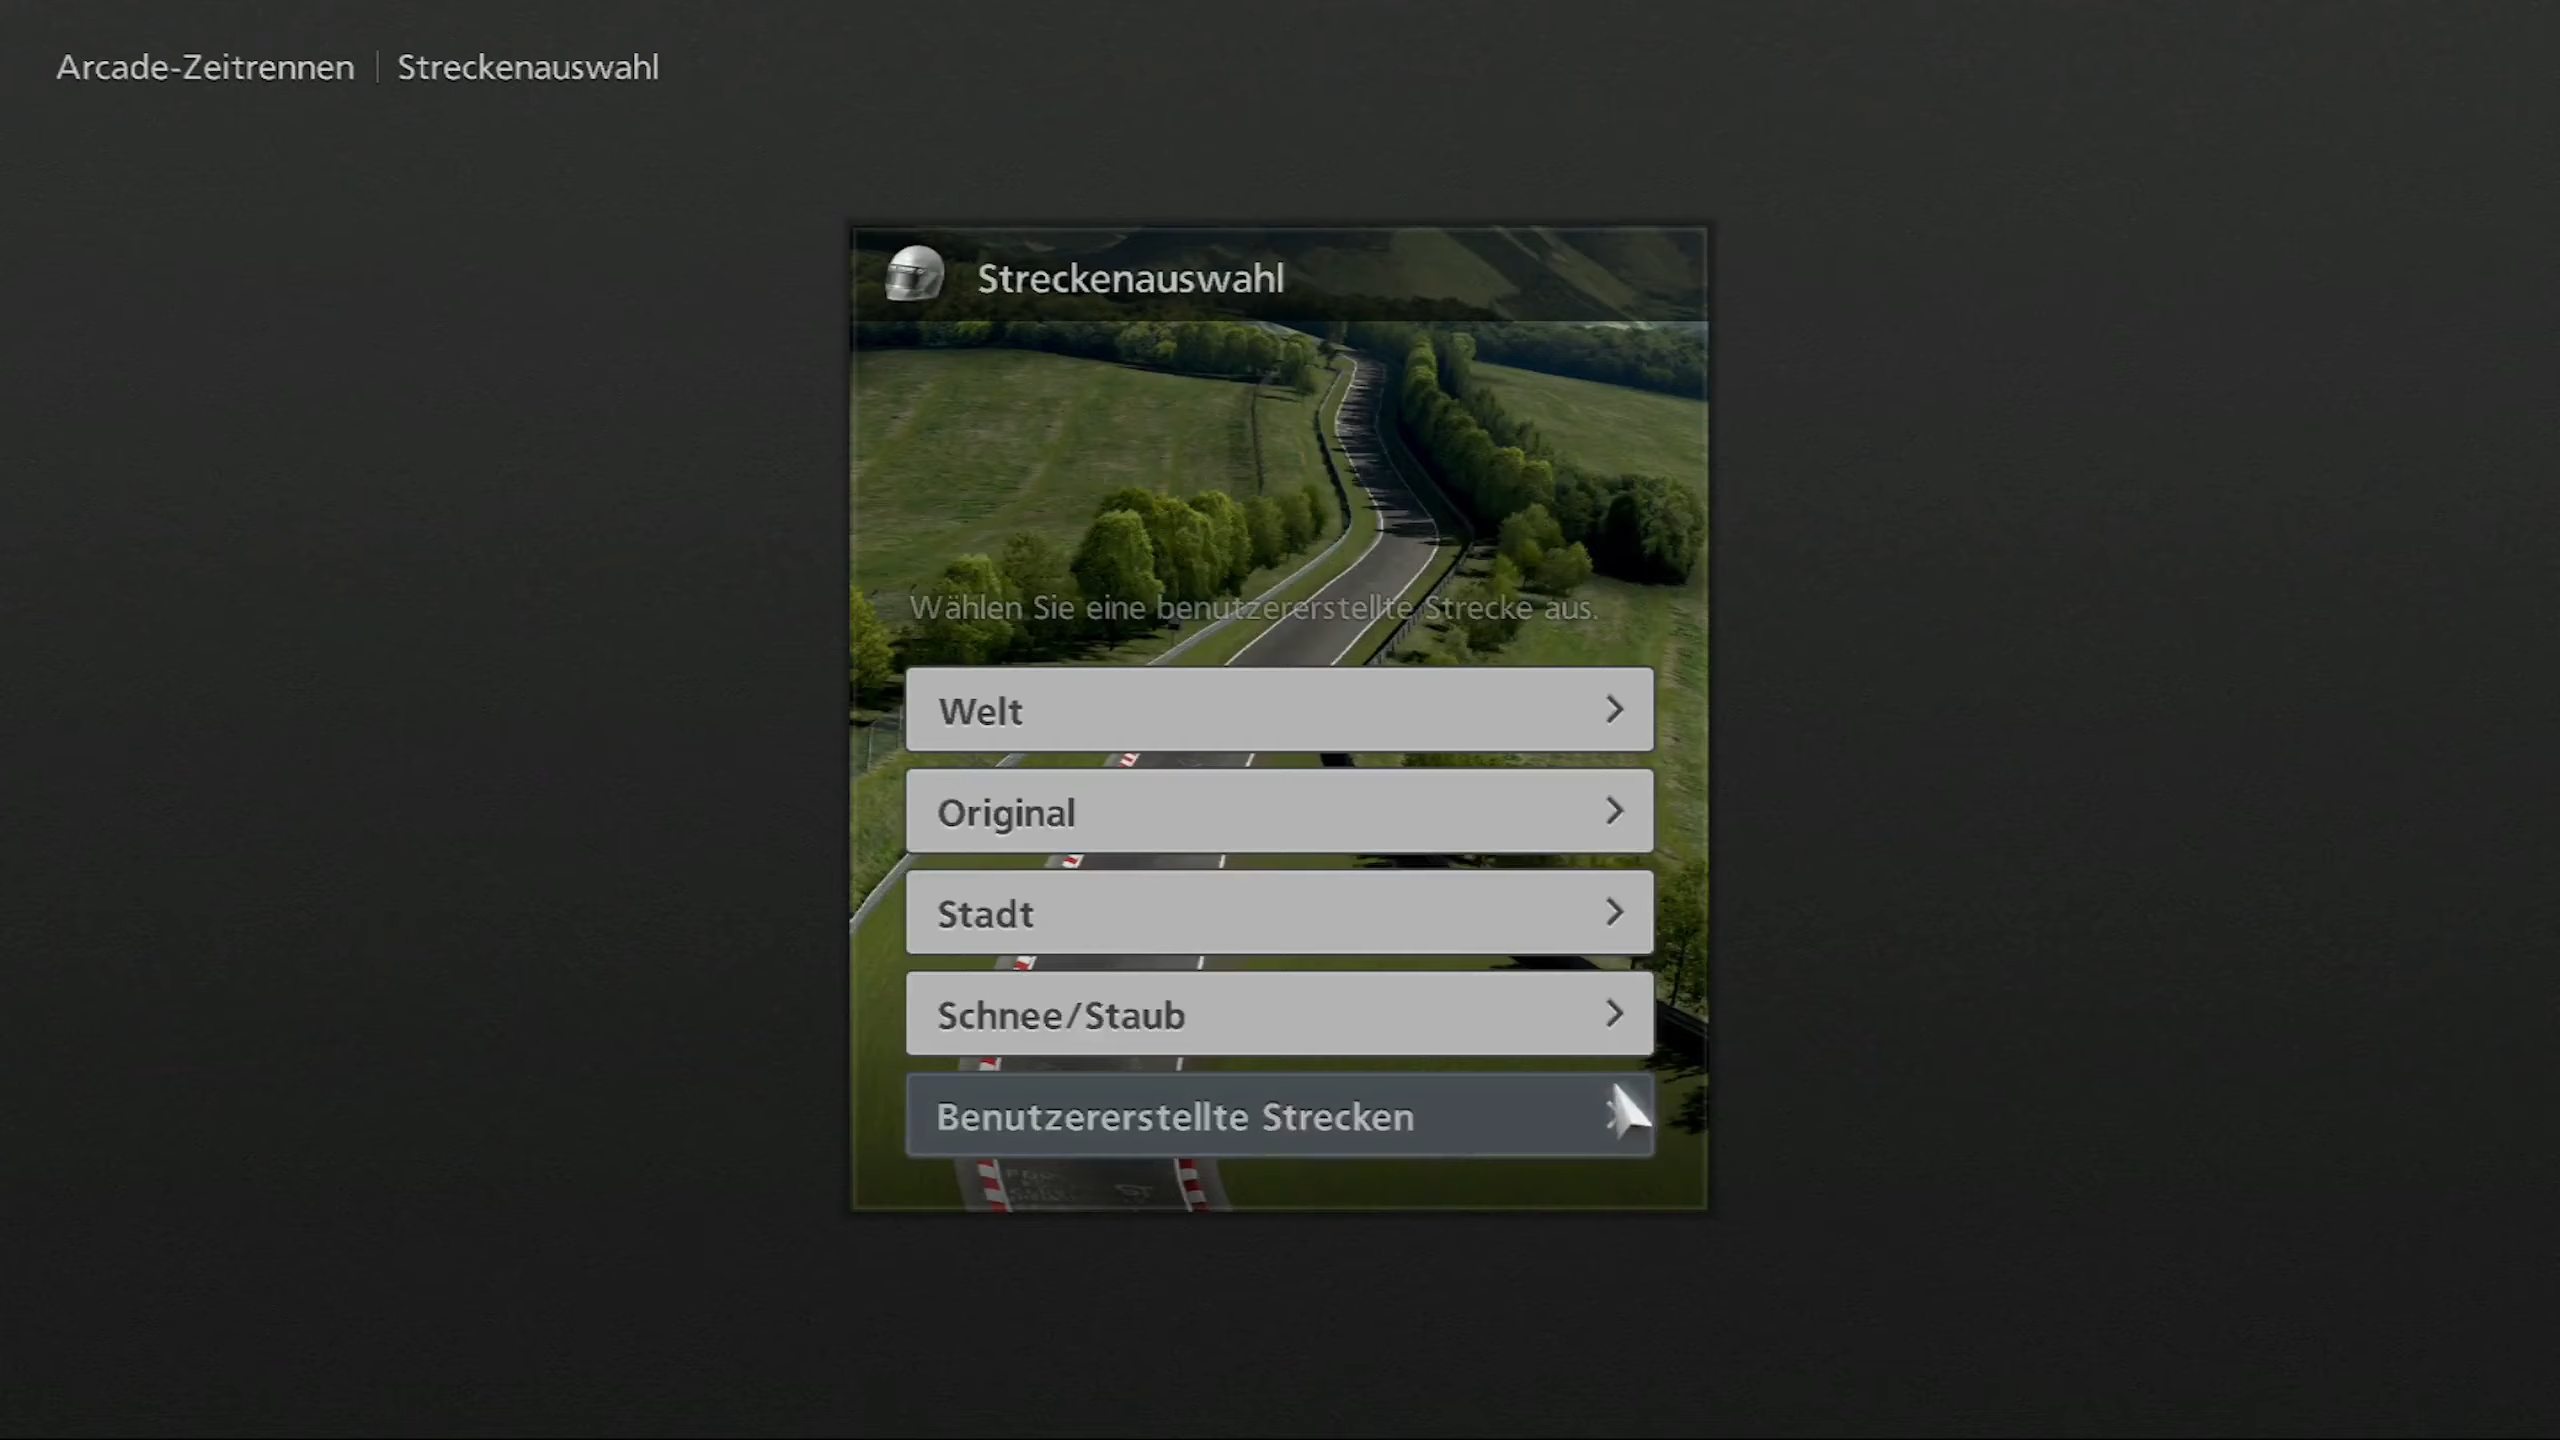 Arcade-Zeitrennen | Streckenauswahl
Streckenauswahl
Wählen Sie eine benutzererstellte Strecke aus.
Welt
Original
Stadt
Schnee/Staub
Benutzererstellte Strecken